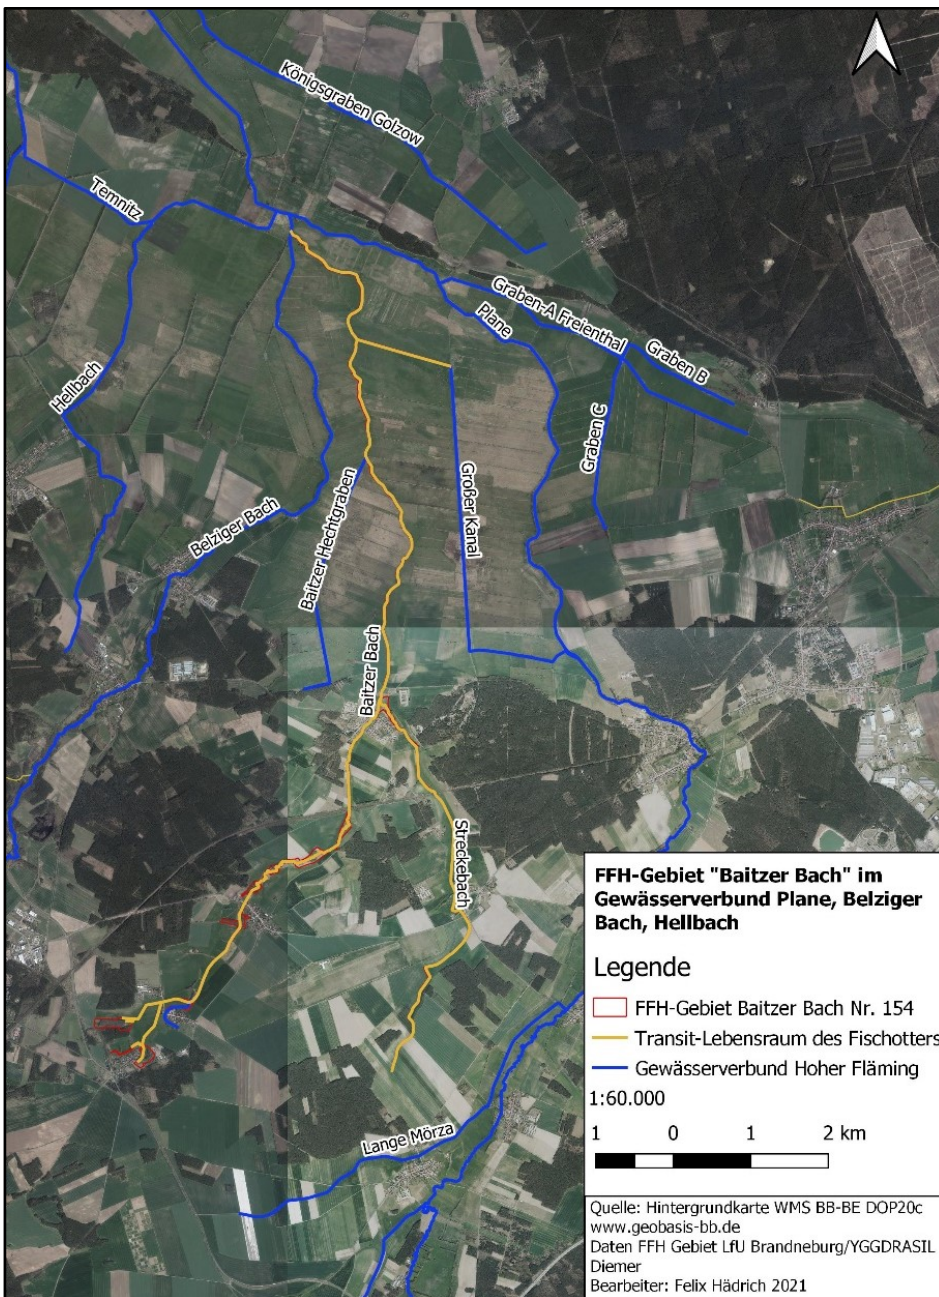 Königsgraben Golzow
Temnitz
Graben-A Freienthal
Plane
Graben B
Hellbach
Graben C
Großer Kanal
Baitzer Hechtgraben
Belziger Bach
Baitzer Bach
Streckebach
Lange Mörza
FFH-Gebiet "Baitzer Bach" im
Gewässerverbund Plane, Belziger
Bach, Hellbach
Legende
FFH-Gebiet Baitzer Bach Nr. 154
Transit-Lebensraum des Fischotters
Gewässerverbund Hoher Fläming
1:60.000
1 0 1 2 km
Quelle: Hintergrundkarte WMS BB-BE DOP20c
www.geobasis-bb.de
Daten FFH Gebiet LfU Brandneburg/YGGDRASIL
Diemer
Bearbeiter: Felix Hädrich 2021